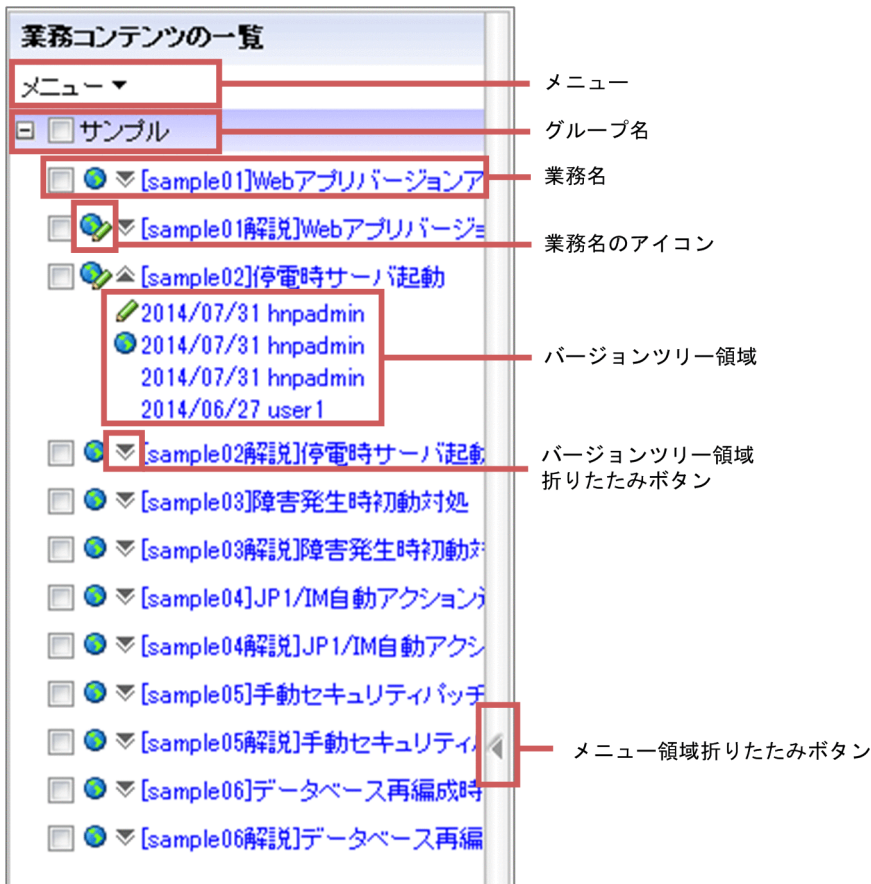 業務コンテンツの一覧
メニュー▼
メニュー
サンプル
グループ名
[sample01]Webアプリバージョンア
業務名
[sample01解説]Webアプリバージョ
業務名のアイコン
[sample02]停電時サーバ起動
2014/07/31 hnpadmin
2014/07/31 hnpadmin
2014/07/31 hnpadmin
2014/06/27 user1
バージョンツリー領域
[sample02解説]停電時サーバ起動
バージョンツリー領域
折りたたみボタン
[sample03]障害発生時初動対処
[sample03解説]障害発生時初動対
[sample04]JP1/IM自動アクション
[sample04解説]JP1/IM自動アクシ
[sample05]手動セキュリティパッチ
[sample05解説]手動セキュリティ
メニュー領域折りたたみボタン
[sample06]データベース再編成時
[sample06解説]データベース再編